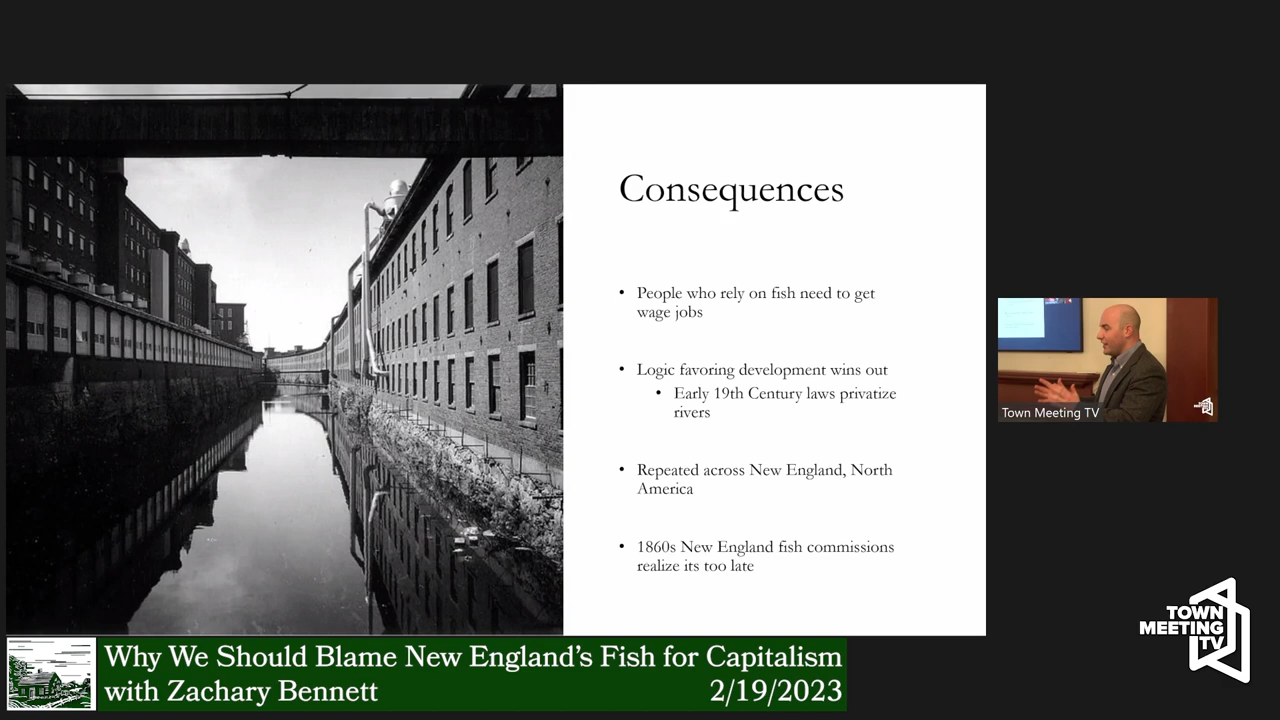 Consequences
• People who rely on fish need to get
wage jobs
• Logic favoring development wins out
• Early 19th Century laws privatize
rivers
• Repeated across New England, North
America
• 1860s New England fish commissions
realize its too late
Town Meeting TV
TOWN
MEETING
TV
TOWN
MEETING
TV
Why We Should Blame New England's Fish for Capitalism
with Zachary Bennett 2/19/2023